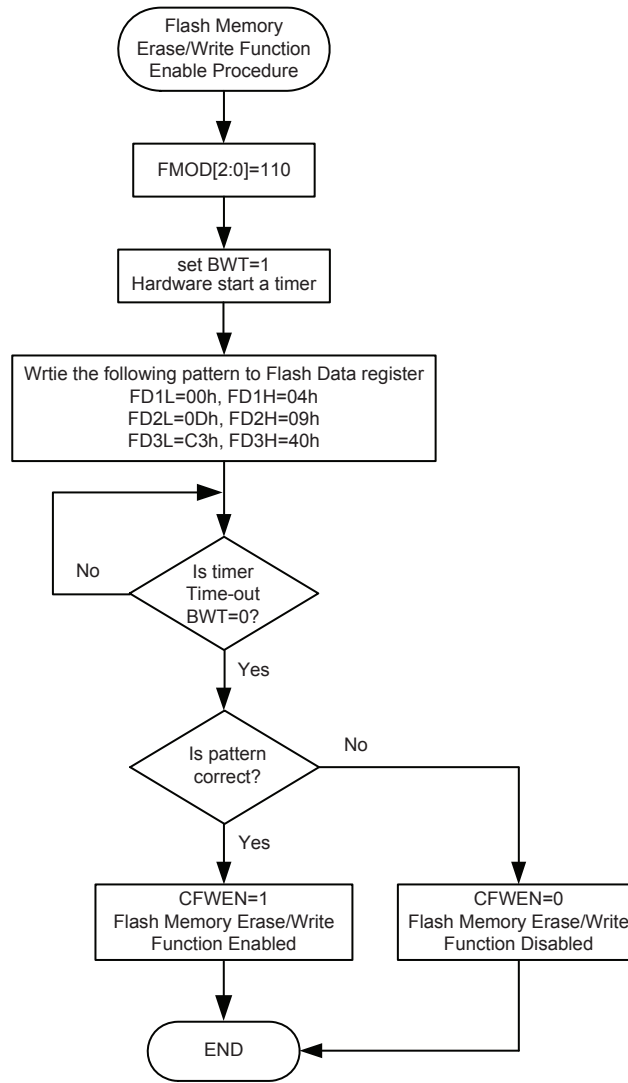 Flash Memory
Erase/Write Function
Enable Procedure
FMOD[2:0]=110
set BWT=1
Hardware start a timer
Wrtie the following pattern to Flash Data register
FD1L=00h, FD1H=04h
FD2L=0Dh, FD2H=09h
FD3L=C3h, FD3H=40h
No
Is timer
Time-out
BWT=0?
Yes
Is pattern
correct?
No
Yes
CFWEN=1
Flash Memory Erase/Write
Function Enabled
CFWEN=0
Flash Memory Erase/Write
Function Disabled
END